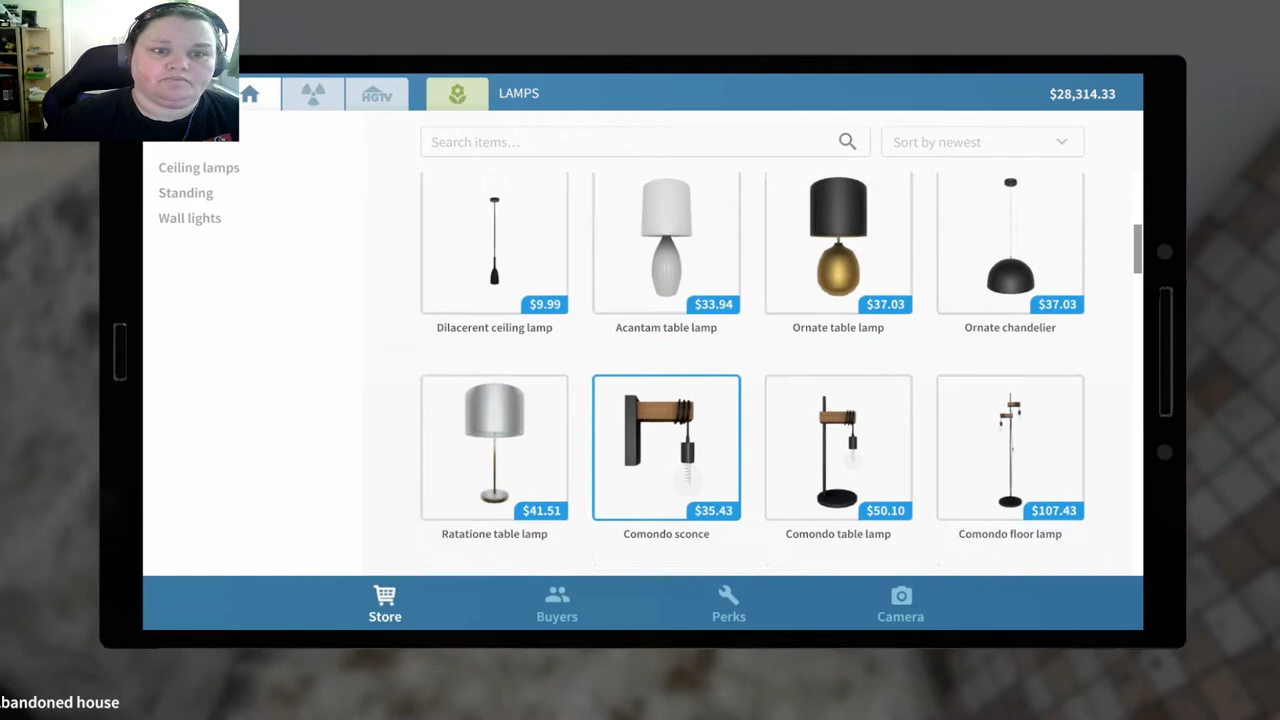 HGTV
LAMPS
$28,314.33
Search items…
Sort by newest
Ceiling lamps
Standing
Wall lights
$9.99
$33.94
$37.03
$37.03
Dilacerent ceiling lamp
Acantam table lamp
Ornate table lamp
Ornate chandelier
$41.51
$35.43
$50.10
$107.43
Ratatione table lamp
Comondo sconce
Comondo table lamp
Comondo floor lamp
Store
Buyers
Perks
Camera
bandoned house